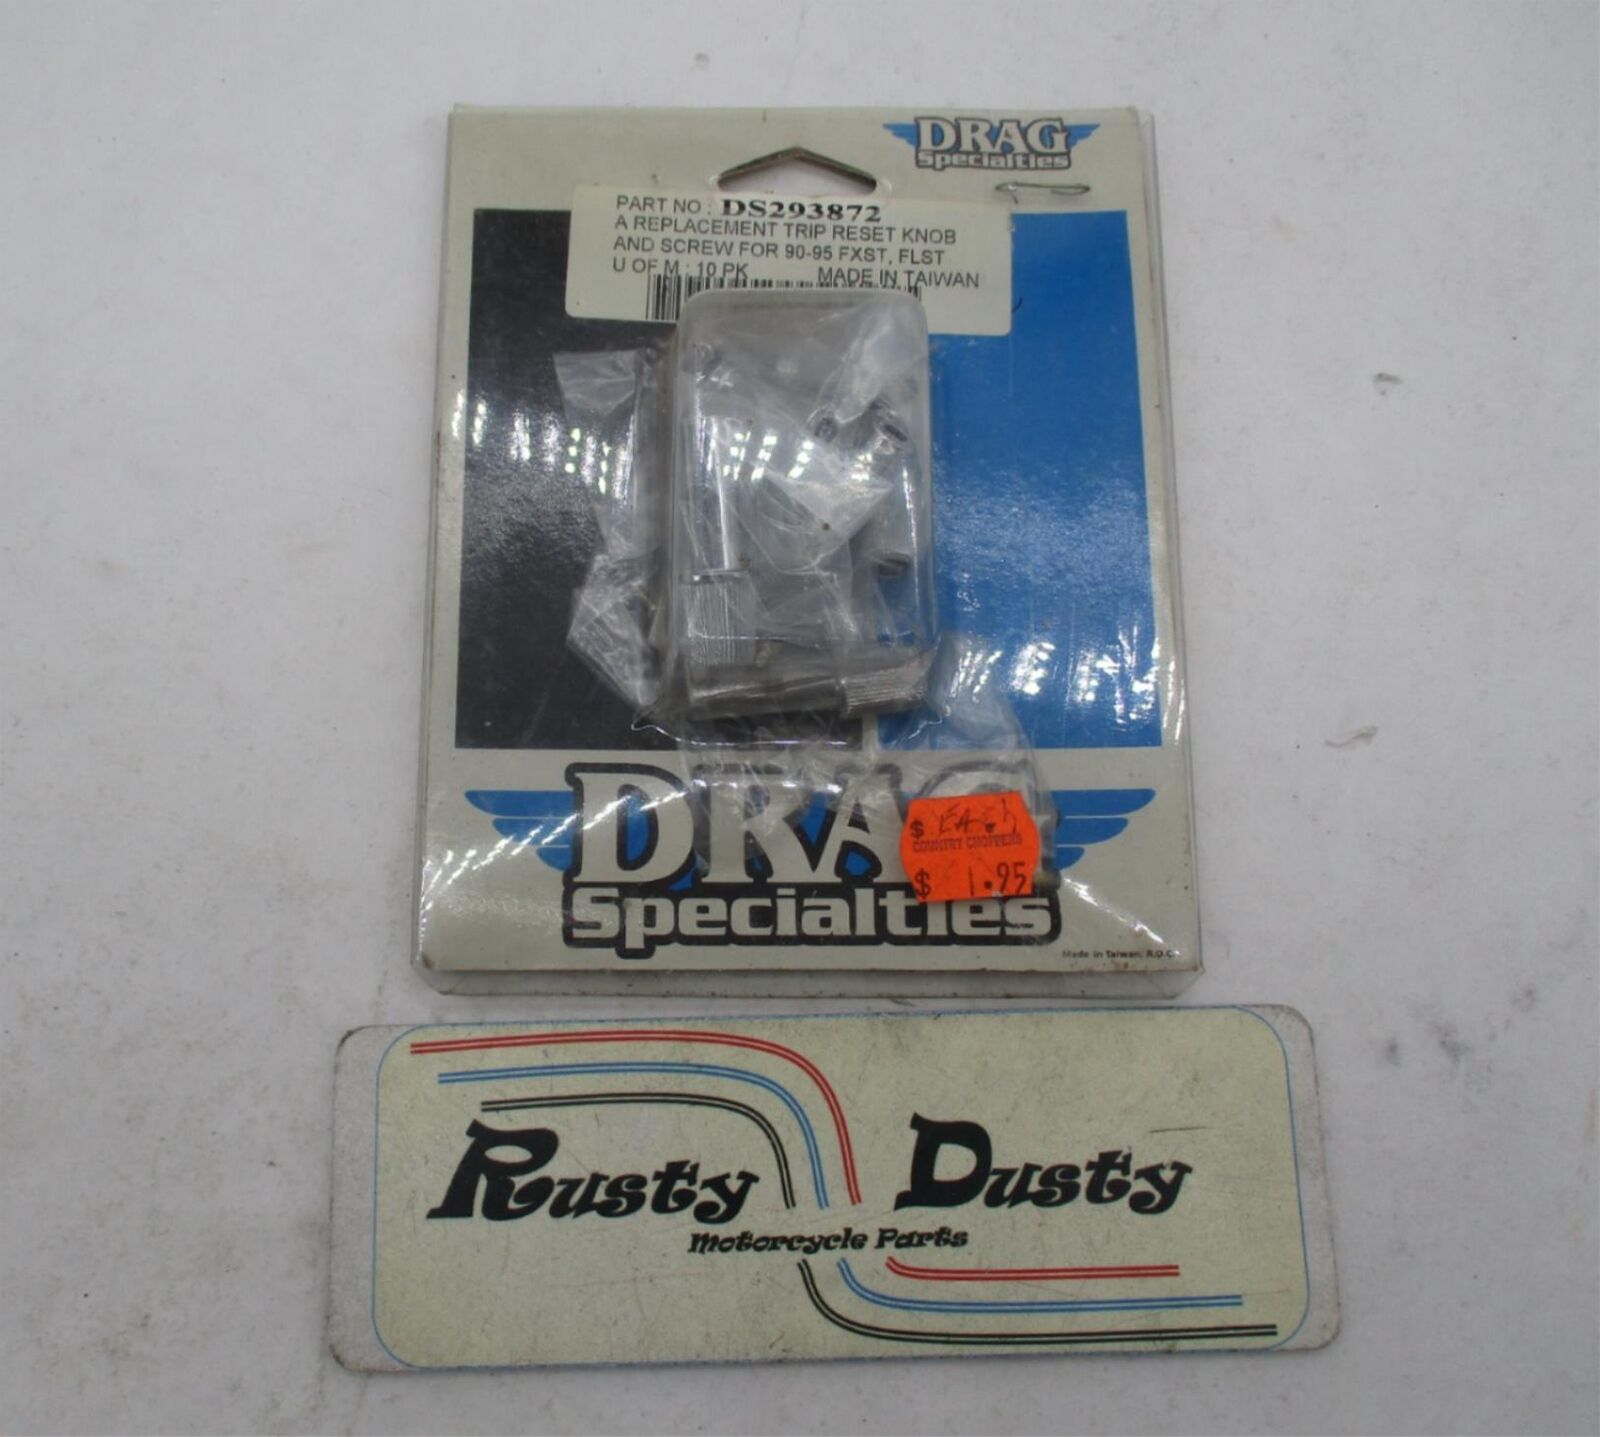 DRAG
Specialties
PART NO : DS293872
A REPLACEMENT TRIP RESET KNOB
AND SCREW FOR 90-95 FXST, FLST
U OF M : 10 PK MADE IN TAIWAN
DRAG
Specialties
$ EACH
COUNTRY CHOPPERS
$ 1.95
Made in Taiwan, R.O.C.
Rusty Dusty
Motorcycle Parts